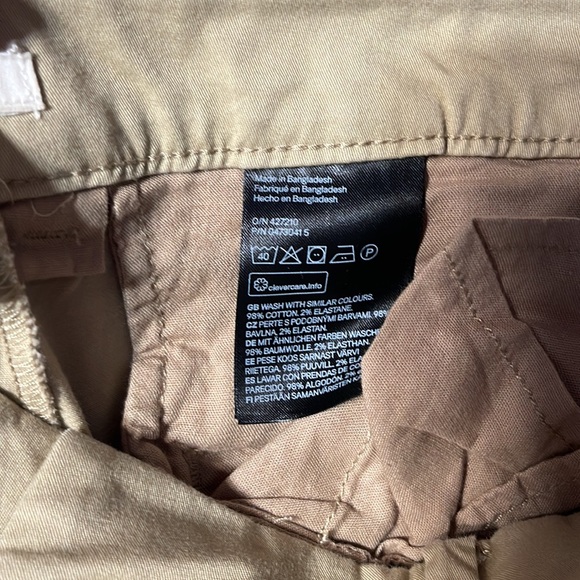 Made in Bangladesh
Fabriqué en Bangladesh
Hecho en Bangladesh
O/N 427210
P/N 0473041 S
40
P
clevercare.info
GB WASH WITH SIMILAR COLOURS.
98% COTTON, 2% ELASTANE.
CZ PERTE S PODOBNÝMI BARVAMI. 98%
BAVLNA, 2% ELASTAN.
DE MIT ÄHNLICHEN FARBEN WASCHE
98% BAUMWOLLE, 2% ELASTHAN.
EE PESE KOOS SARNAST VÄRVI
RIIETEGA. 98% PUUVILL, 2% ELA
ES LAVAR CON PRENDAS DE CO
PARECIDO. 98% ALGODÓN, 2%
FI PESTÄÄN SAMANVÄRISTEN